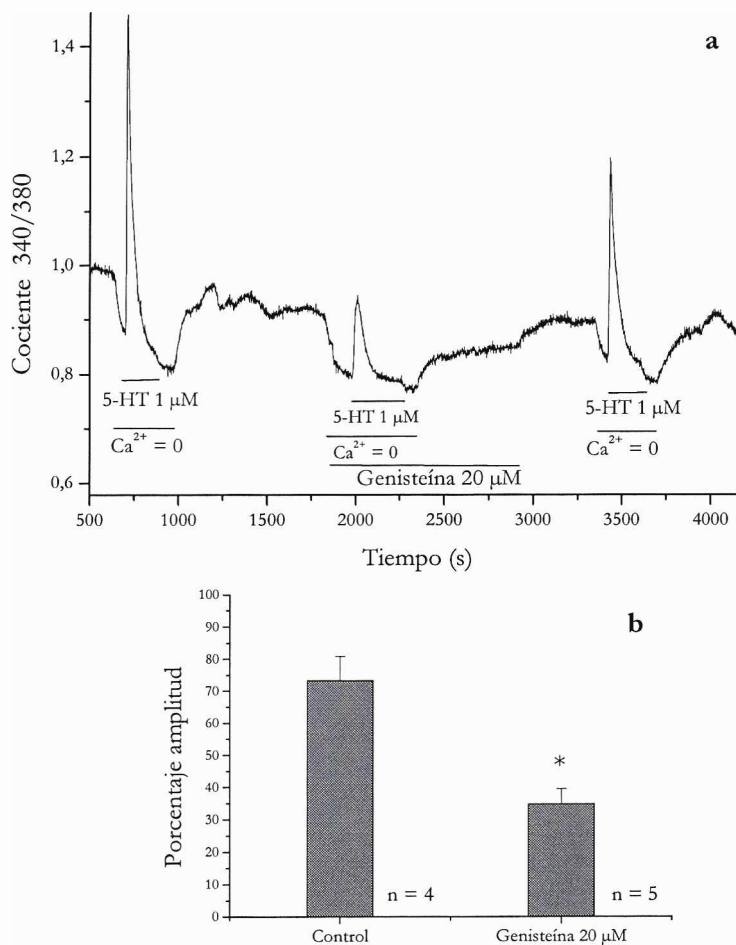 a
1,4
1,2
1,0
0,8
0,6
Cociente 340/380
5-HT 1 µM
Ca²⁺ = 0
5-HT 1 µM
Ca²⁺ = 0
Genisteína 20 µM
5-HT 1 µM
Ca²⁺ = 0
500 1000 1500 2000 2500 3000 3500 4000
Tiempo (s)
b
100
90
80
70
60
50
40
30
20
10
0
Porcentaje amplitud
*
n = 4
n = 5
Control
Genisteína 20 µM